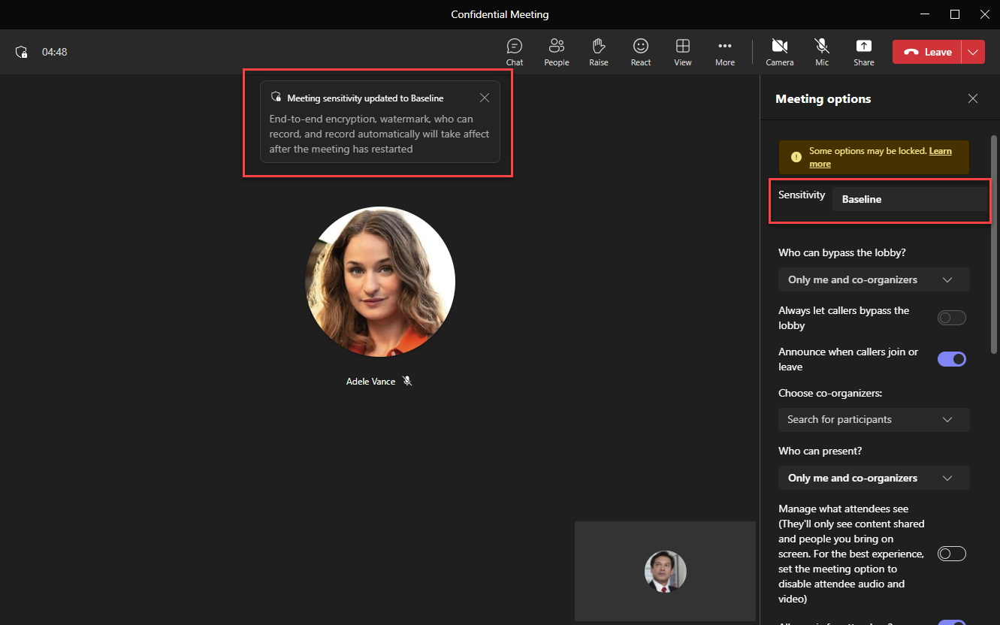 Confidential Meeting
04:48
Chat
People
Raise
React
View
More
Camera
Mic
Share
Leave
Meeting sensitivity updated to Baseline
End-to-end encryption, watermark, who can
record, and record automatically will take affect
after the meeting has restarted
Adele Vance
Meeting options
Some options may be locked. Learn
more
Sensitivity
Baseline
Who can bypass the lobby?
Only me and co-organizers
Always let callers bypass the
lobby
Announce when callers join or
leave
Choose co-organizers:
Search for participants
Who can present?
Only me and co-organizers
Manage what attendees see
(They'll only see content shared
and people you bring on
screen. For the best experience,
set the meeting option to
disable attendee audio and
video)